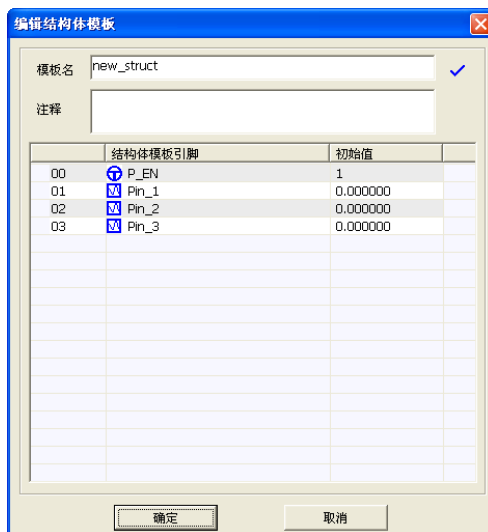 编辑结构体模板
模板名 new_struct
注释
结构体模板引脚 初始值
00 P_EN 1
01 Pin_1 0.000000
02 Pin_2 0.000000
03 Pin_3 0.000000
确定 取消